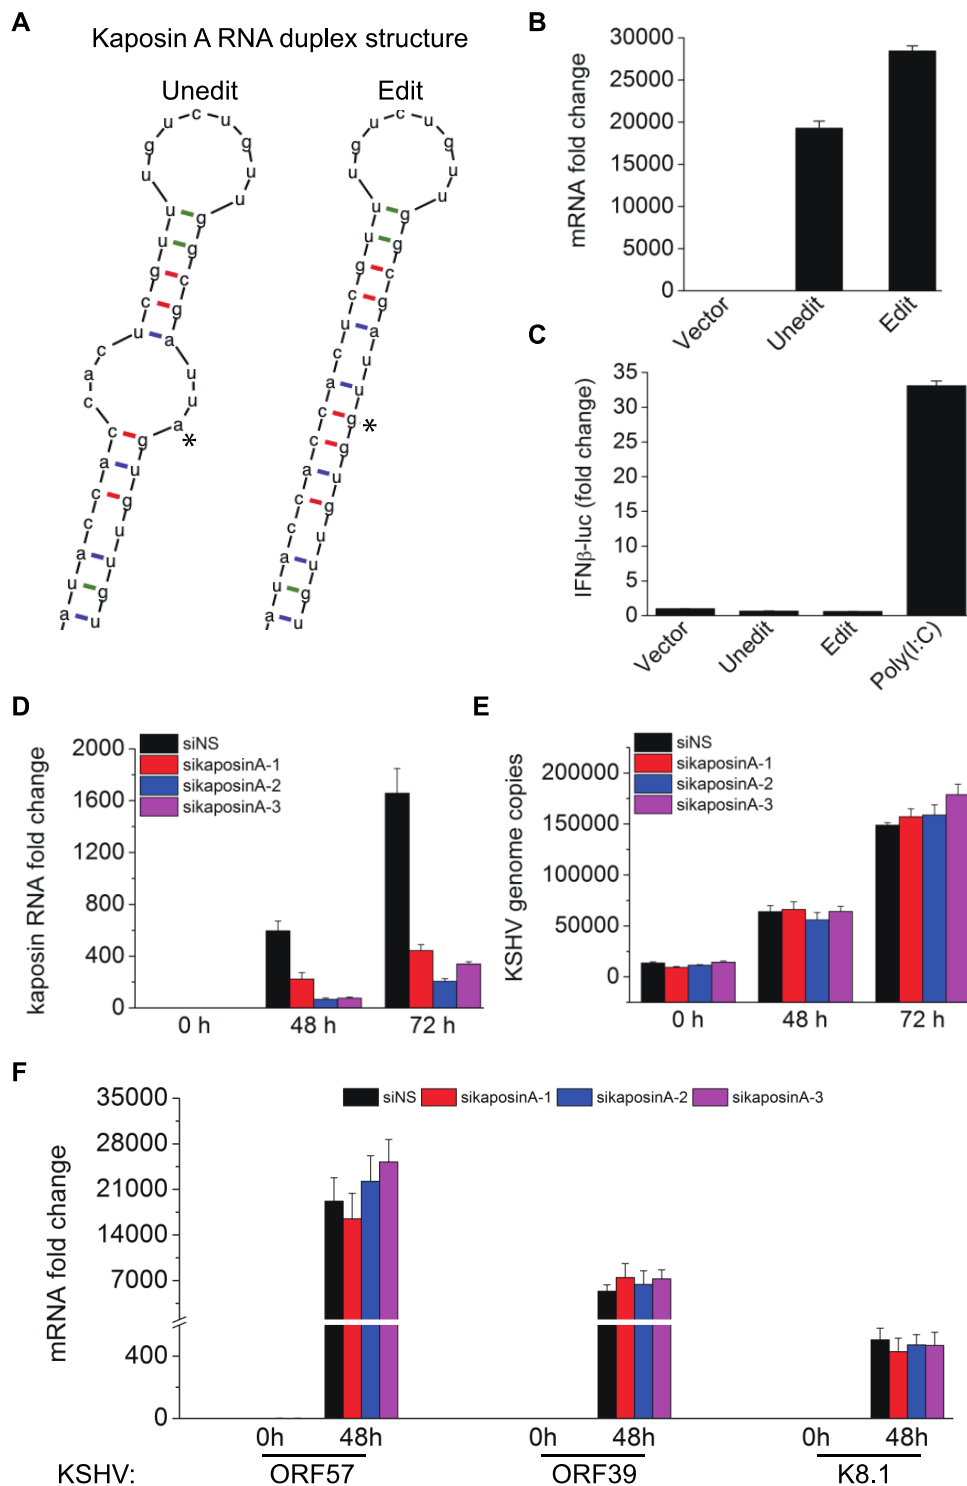 A
Kaposin A RNA duplex structure
Unedit
Edit
u c u g u u g u
u g g c g a u u a *
u u g c u c a c c
g u g u u g u
a c c a u a
u c u g u u g u
g g c g a u u g *
g u g u u g u
u u g c u c a c c a c c a u a
B
mRNA fold change
30000
25000
20000
15000
10000
5000
0
Vector
Unedit
Edit
C
IFNβ-luc (fold change)
35
30
25
20
15
10
5
0
Vector
Unedit
Edit
Poly(I:C)
D
kaposin RNA fold change
2000
1600
1200
800
400
0
siNS
sikaposinA-1
sikaposinA-2
sikaposinA-3
0 h
48 h
72 h
E
KSHV genome copies
200000
150000
100000
50000
0
siNS
sikaposinA-1
sikaposinA-2
sikaposinA-3
0 h
48 h
72 h
F
mRNA fold change
35000
28000
21000
14000
7000
400
0
siNS
sikaposinA-1
sikaposinA-2
sikaposinA-3
0h 48h 0h 48h 0h 48h
KSHV: ORF57 ORF39 K8.1